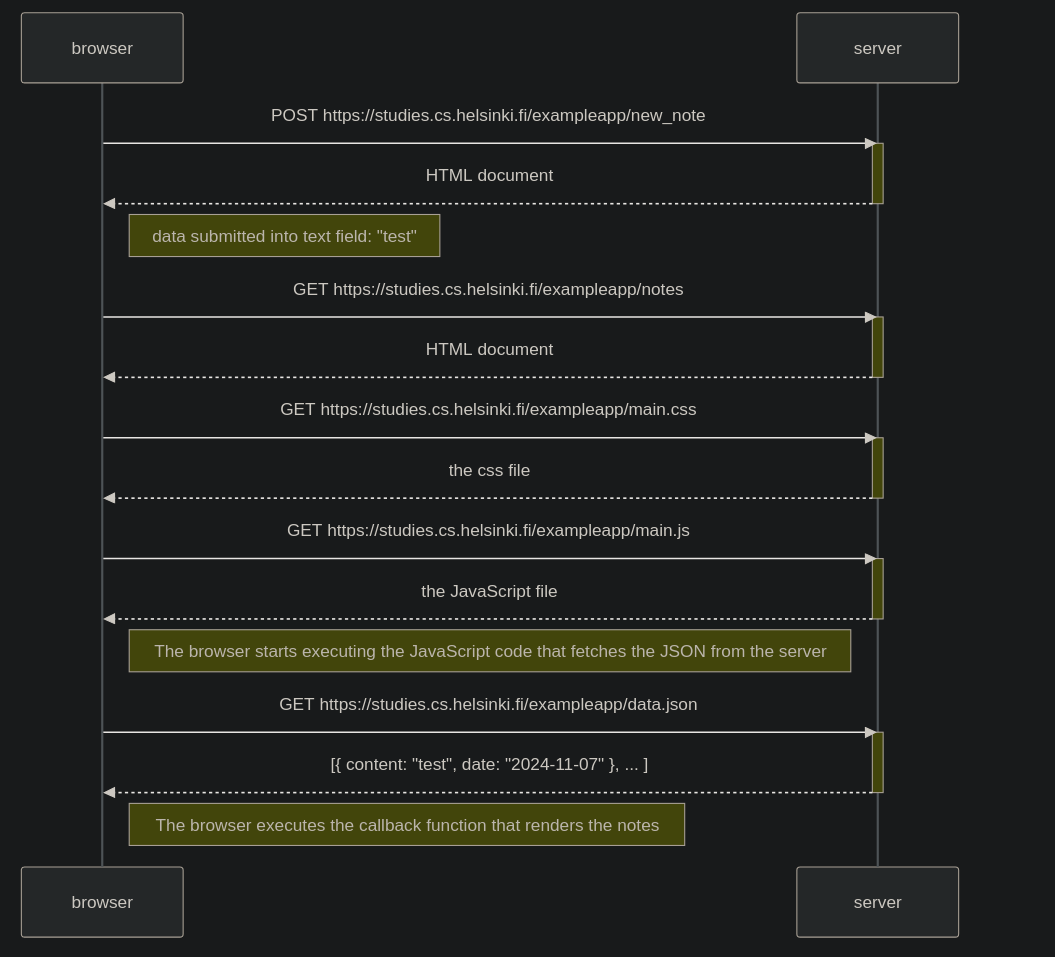 browser
server
POST https://studies.cs.helsinki.fi/exampleapp/new_note
HTML document
data submitted into text field: "test"
GET https://studies.cs.helsinki.fi/exampleapp/notes
HTML document
GET https://studies.cs.helsinki.fi/exampleapp/main.css
the css file
GET https://studies.cs.helsinki.fi/exampleapp/main.js
the JavaScript file
The browser starts executing the JavaScript code that fetches the JSON from the server
GET https://studies.cs.helsinki.fi/exampleapp/data.json
[{ content: "test", date: "2024-11-07" }, ... ]
The browser executes the callback function that renders the notes
browser
server